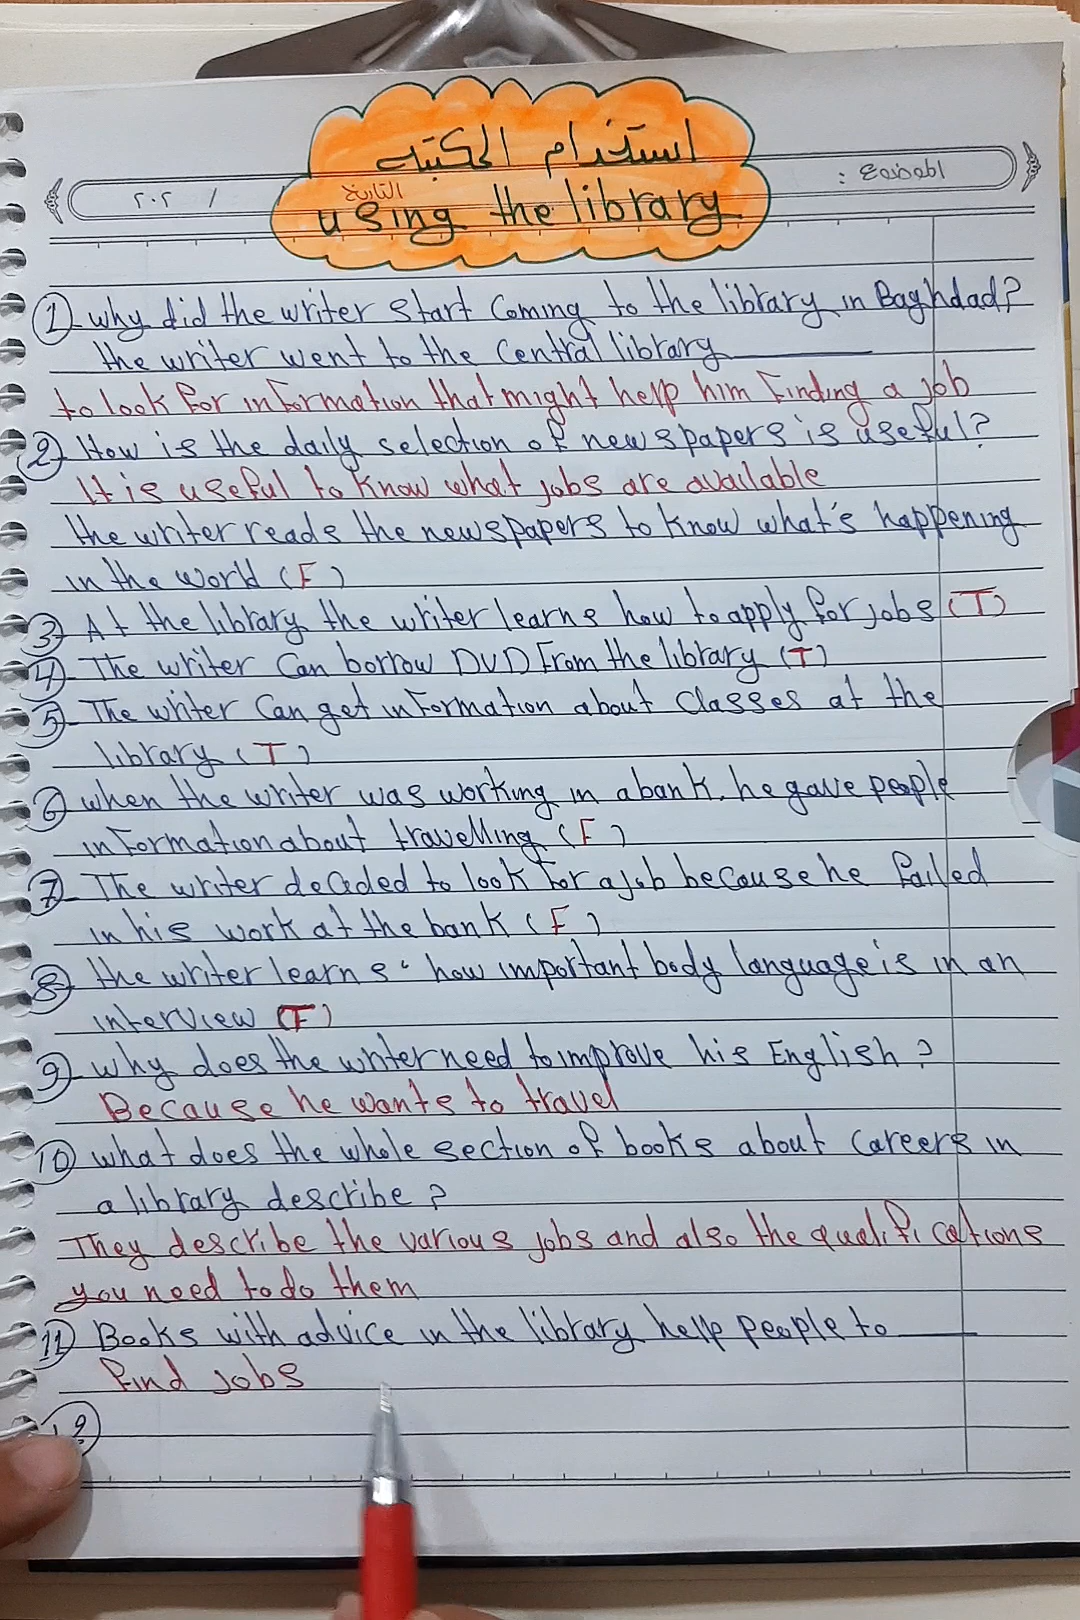 استخدام المكتبه
الموضوع :
التاريخ
/ ٢٠٢
using the library
1 why did the writer start Coming to the library in Baghdad?
the writer went to the Central library
to look for information that might help him Finding a job
2 How is the daily selection of newspapers is useful?
It is useful to know what jobs are available
the writer reads the newspapers to know what's happening
in the world (F)
3 At the library the writer learns how to apply for jobs (T)
4 The writer Can borrow DVD From the library (T)
5 The writer Can get information about Classes at the
library (T)
6 when the writer was working in a bank, he gave people
information about travelling (F)
7 The writer decided to look for a job because he failed
in his work at the bank (F)
8 the writer learns how important body language is in an
interview
9 why does the writer need to improve his English?
Because he wants to travel
10 what does the whole section of books about careers in
a library describe?
They describe the various jobs and also the qualifications
you need to do them
11 Books with advice in the library help people to
find jobs